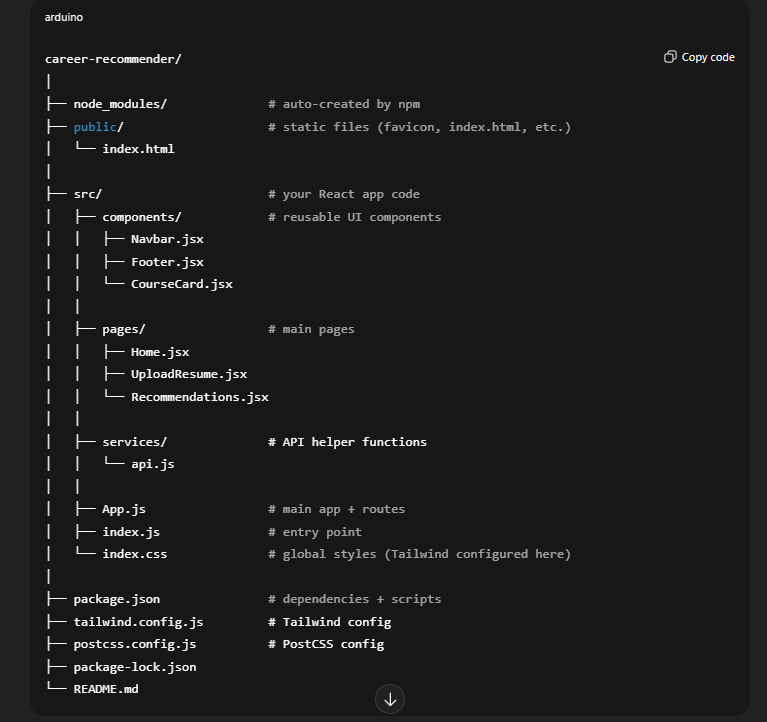 arduino
Copy code
career-recommender/
│
├── node_modules/ # auto-created by npm
├── public/ # static files (favicon, index.html, etc.)
│ └── index.html
│
├── src/ # your React app code
│ ├── components/ # reusable UI components
│ │ ├── Navbar.jsx
│ │ ├── Footer.jsx
│ │ └── CourseCard.jsx
│ │
│ ├── pages/ # main pages
│ │ ├── Home.jsx
│ │ ├── UploadResume.jsx
│ │ └── Recommendations.jsx
│ │
│ ├── services/ # API helper functions
│ │ └── api.js
│ │
│ ├── App.js # main app + routes
│ ├── index.js # entry point
│ └── index.css # global styles (Tailwind configured here)
│
├── package.json # dependencies + scripts
├── tailwind.config.js # Tailwind config
├── postcss.config.js # PostCSS config
├── package-lock.json
└── README.md